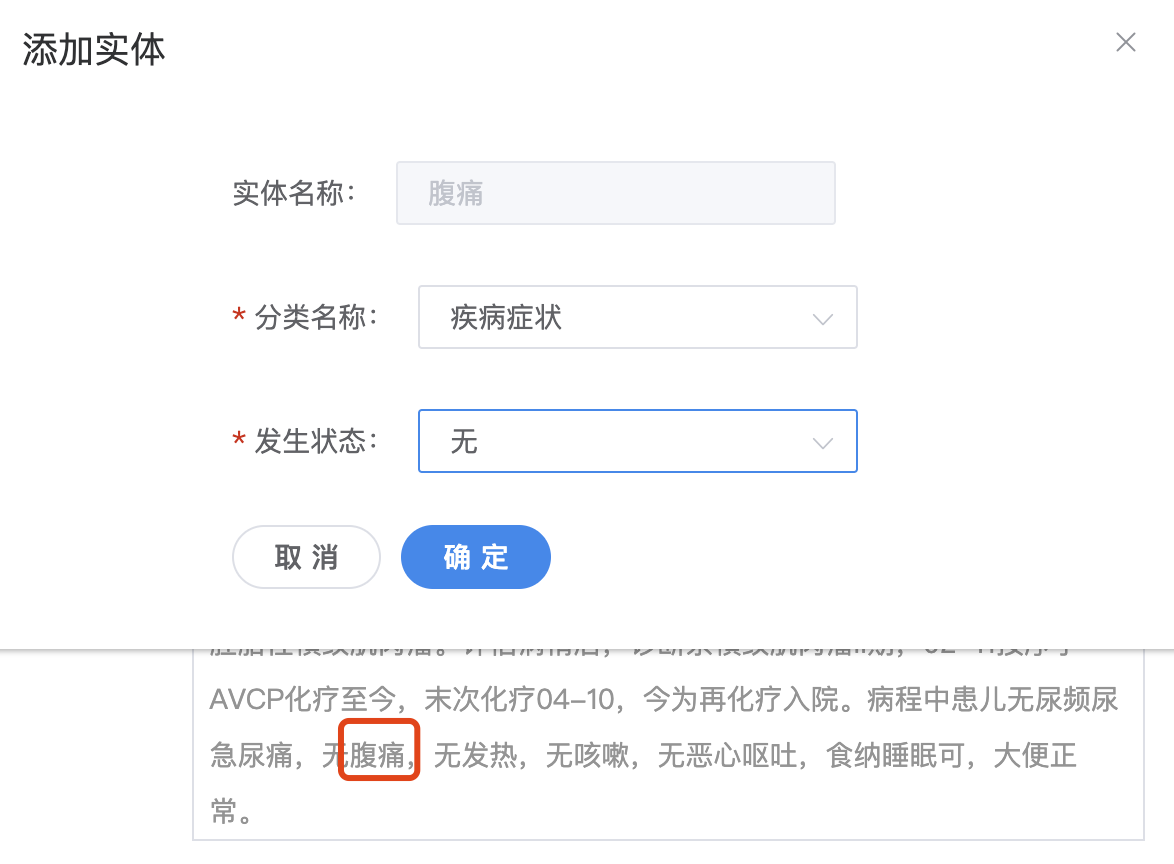 添加实体
实体名称：
腹痛
* 分类名称：
疾病症状
* 发生状态：
无
取 消
确 定
AVCP化疗至今，末次化疗04-10，今为再化疗入院。病程中患儿无尿频尿
急尿痛，无腹痛，无发热，无咳嗽，无恶心呕吐，食纳睡眠可，大便正
常。